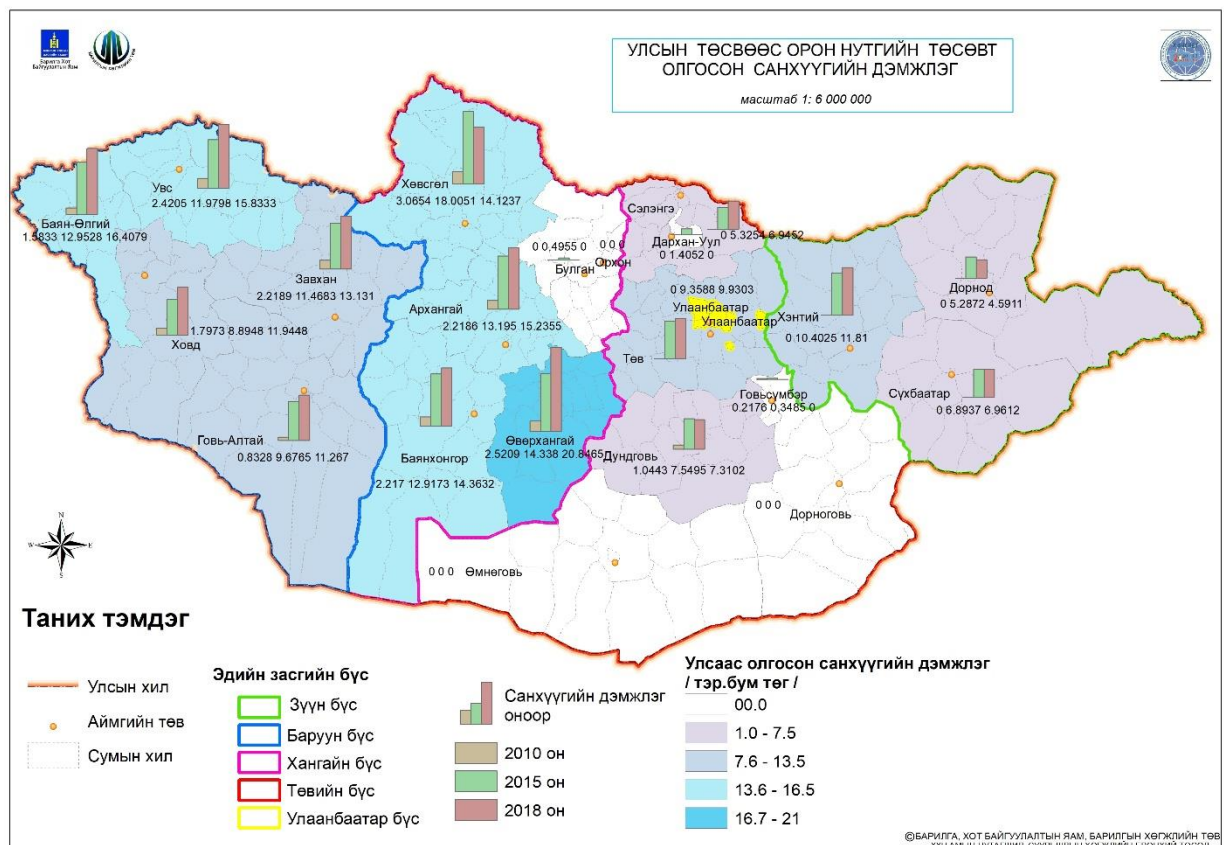 Барилга Хот
Байгуулалтын Яам
УЛСЫН ТӨСВӨӨС ОРОН НУТГИЙН ТӨСӨВТ
ОЛГОСОН САНХҮҮГИЙН ДЭМЖЛЭГ
масштаб 1: 6 000 000
Увс
2.4205 11.9798 15.8333
Баян-Өлгий
1.5833 12.9528 16.4079
Хөвсгөл
3.0654 18.0051 14.1237
Завхан
2.2189 11.4683 13.131
1.7973 8.8948 11.9448
Ховд
Говь-Алтай
0.8328 9.6765 11.267
Архангай
2.2186 13.195 15.2355
Баянхонгор
2.217 12.9173 14.3632
Өвөрхангай
2.5209 14.338 20.8465
0 0,4955 0
0 0 0
Орхон
Булган
Сэлэнгэ
0 5.3254 6.9452
Дархан-Уул
0 1.4052 0
0 9,3588 9.9303
Улаанбаатар
Улаанбаатар
Төв
Хэнтий
0.10.4025 11.81
Дорнод
0 5.2872 4.5911
Сүхбаатар
0 6.8937 6.9612
Говьсүмбэр
0.2176 0,3485 0
Дундговь
1.0443 7.5495 7.3102
0 0 0
Дорноговь
0 0 0 Өмнөговь
N
W E
S
Таних тэмдэг
Улсын хил
Аймгийн төв
Сумын хил
Эдийн засгийн бүс
Зүүн бүс
Баруун бүс
Хангайн бүс
Төвийн бүс
Улаанбаатар бүс
Санхүүгийн дэмжлэг
оноор
2010 он
2015 он
2018 он
Улсаас олгосон санхүүгийн дэмжлэг
/ тэр.бум төг /
00.0
1.0 - 7.5
7.6 - 13.5
13.6 - 16.5
16.7 - 21
©БАРИЛГА, ХОТ БАЙГУУЛАЛТЫН ЯАМ, БАРИЛГЫН ХӨГЖЛИЙН ТӨВ